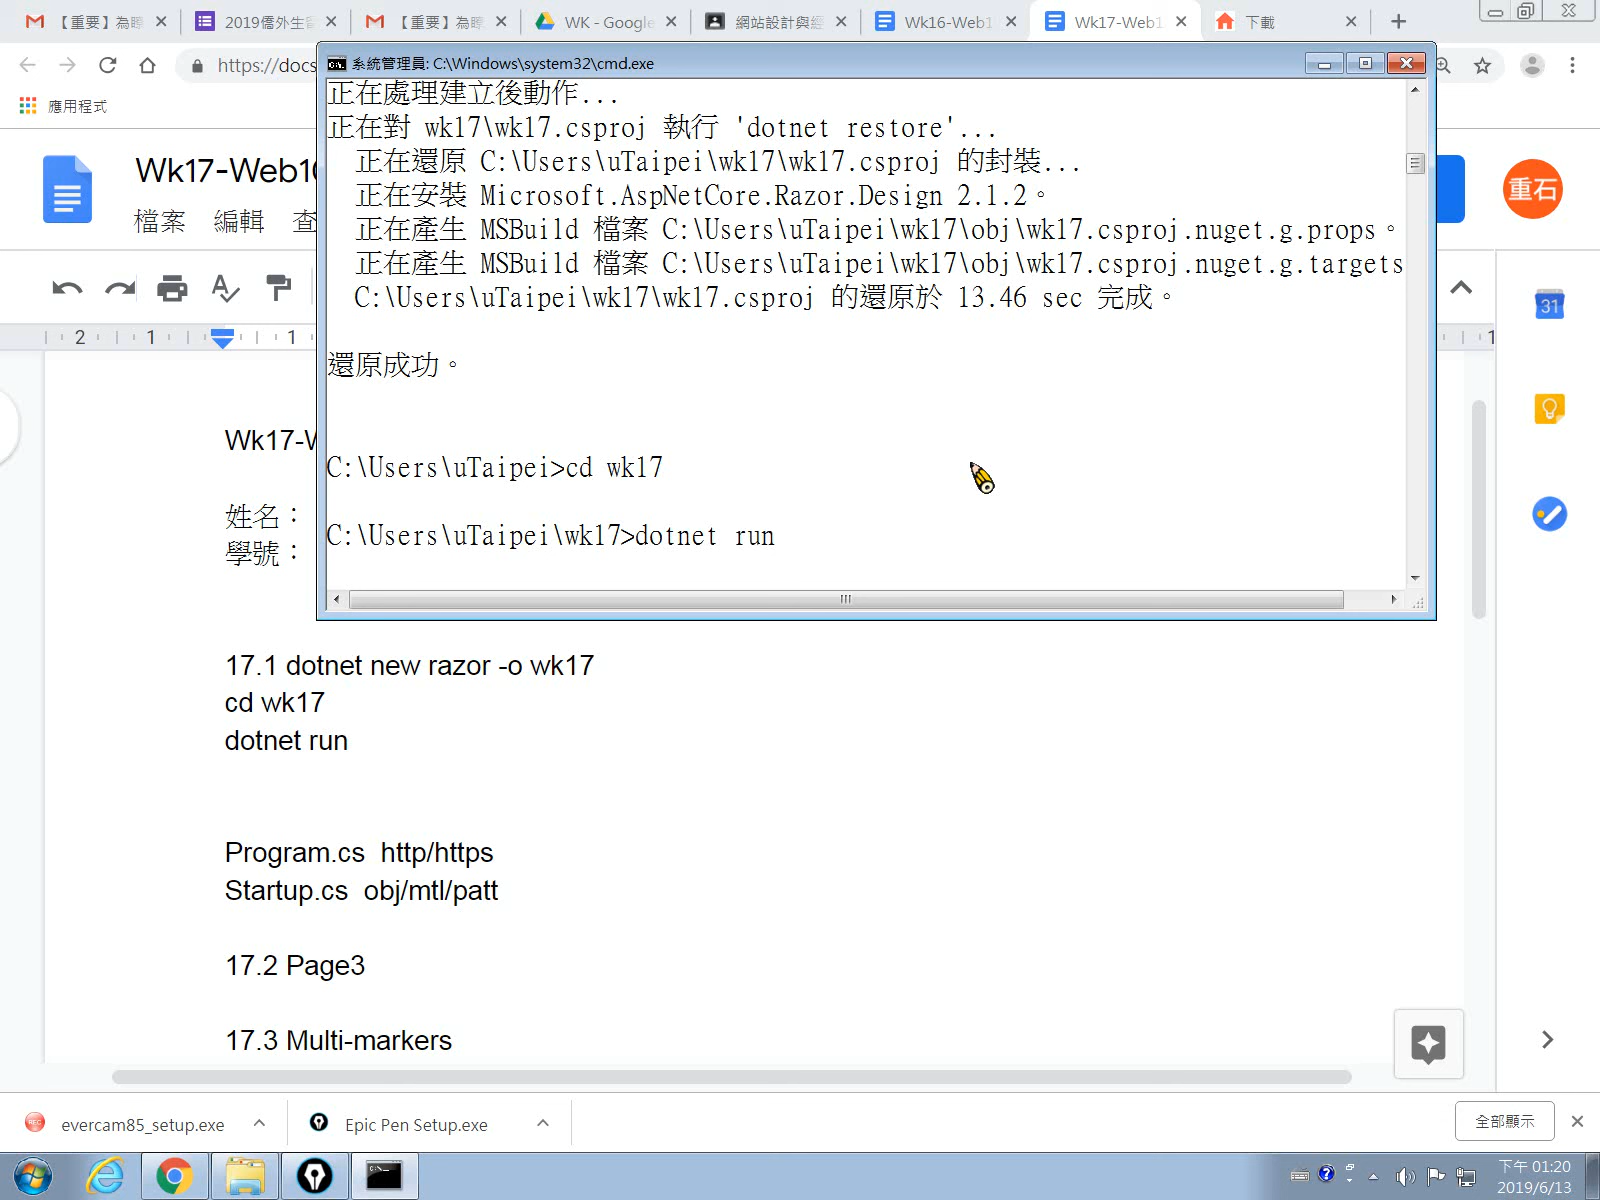 【重要】為瞭
2019僑外生
【重要】為瞭
WK - Google
網站設計與經
Wk16-Web1
Wk17-Web1
下載
https://docs
應用程式
系統管理員: C:\Windows\system32\cmd.exe
正在處理建立後動作...
正在對 wk17\wk17.csproj 執行 'dotnet restore'...
正在還原 C:\Users\uTaipei\wk17\wk17.csproj 的封裝...
正在安裝 Microsoft.AspNetCore.Razor.Design 2.1.2。
正在產生 MSBuild 檔案 C:\Users\uTaipei\wk17\obj\wk17.csproj.nuget.g.props。
正在產生 MSBuild 檔案 C:\Users\uTaipei\wk17\obj\wk17.csproj.nuget.g.targets
C:\Users\uTaipei\wk17\wk17.csproj 的還原於 13.46 sec 完成。
還原成功。
C:\Users\uTaipei>cd wk17
C:\Users\uTaipei\wk17>dotnet run
Wk17-Web10
檔案 編輯 查
重石
2 1 1 1
31
Wk17-W
姓名：
學號：
17.1 dotnet new razor -o wk17
cd wk17
dotnet run
Program.cs http/https
Startup.cs obj/mtl/patt
17.2 Page3
17.3 Multi-markers
evercam85_setup.exe
Epic Pen Setup.exe
全部顯示
下午 01:20
2019/6/13